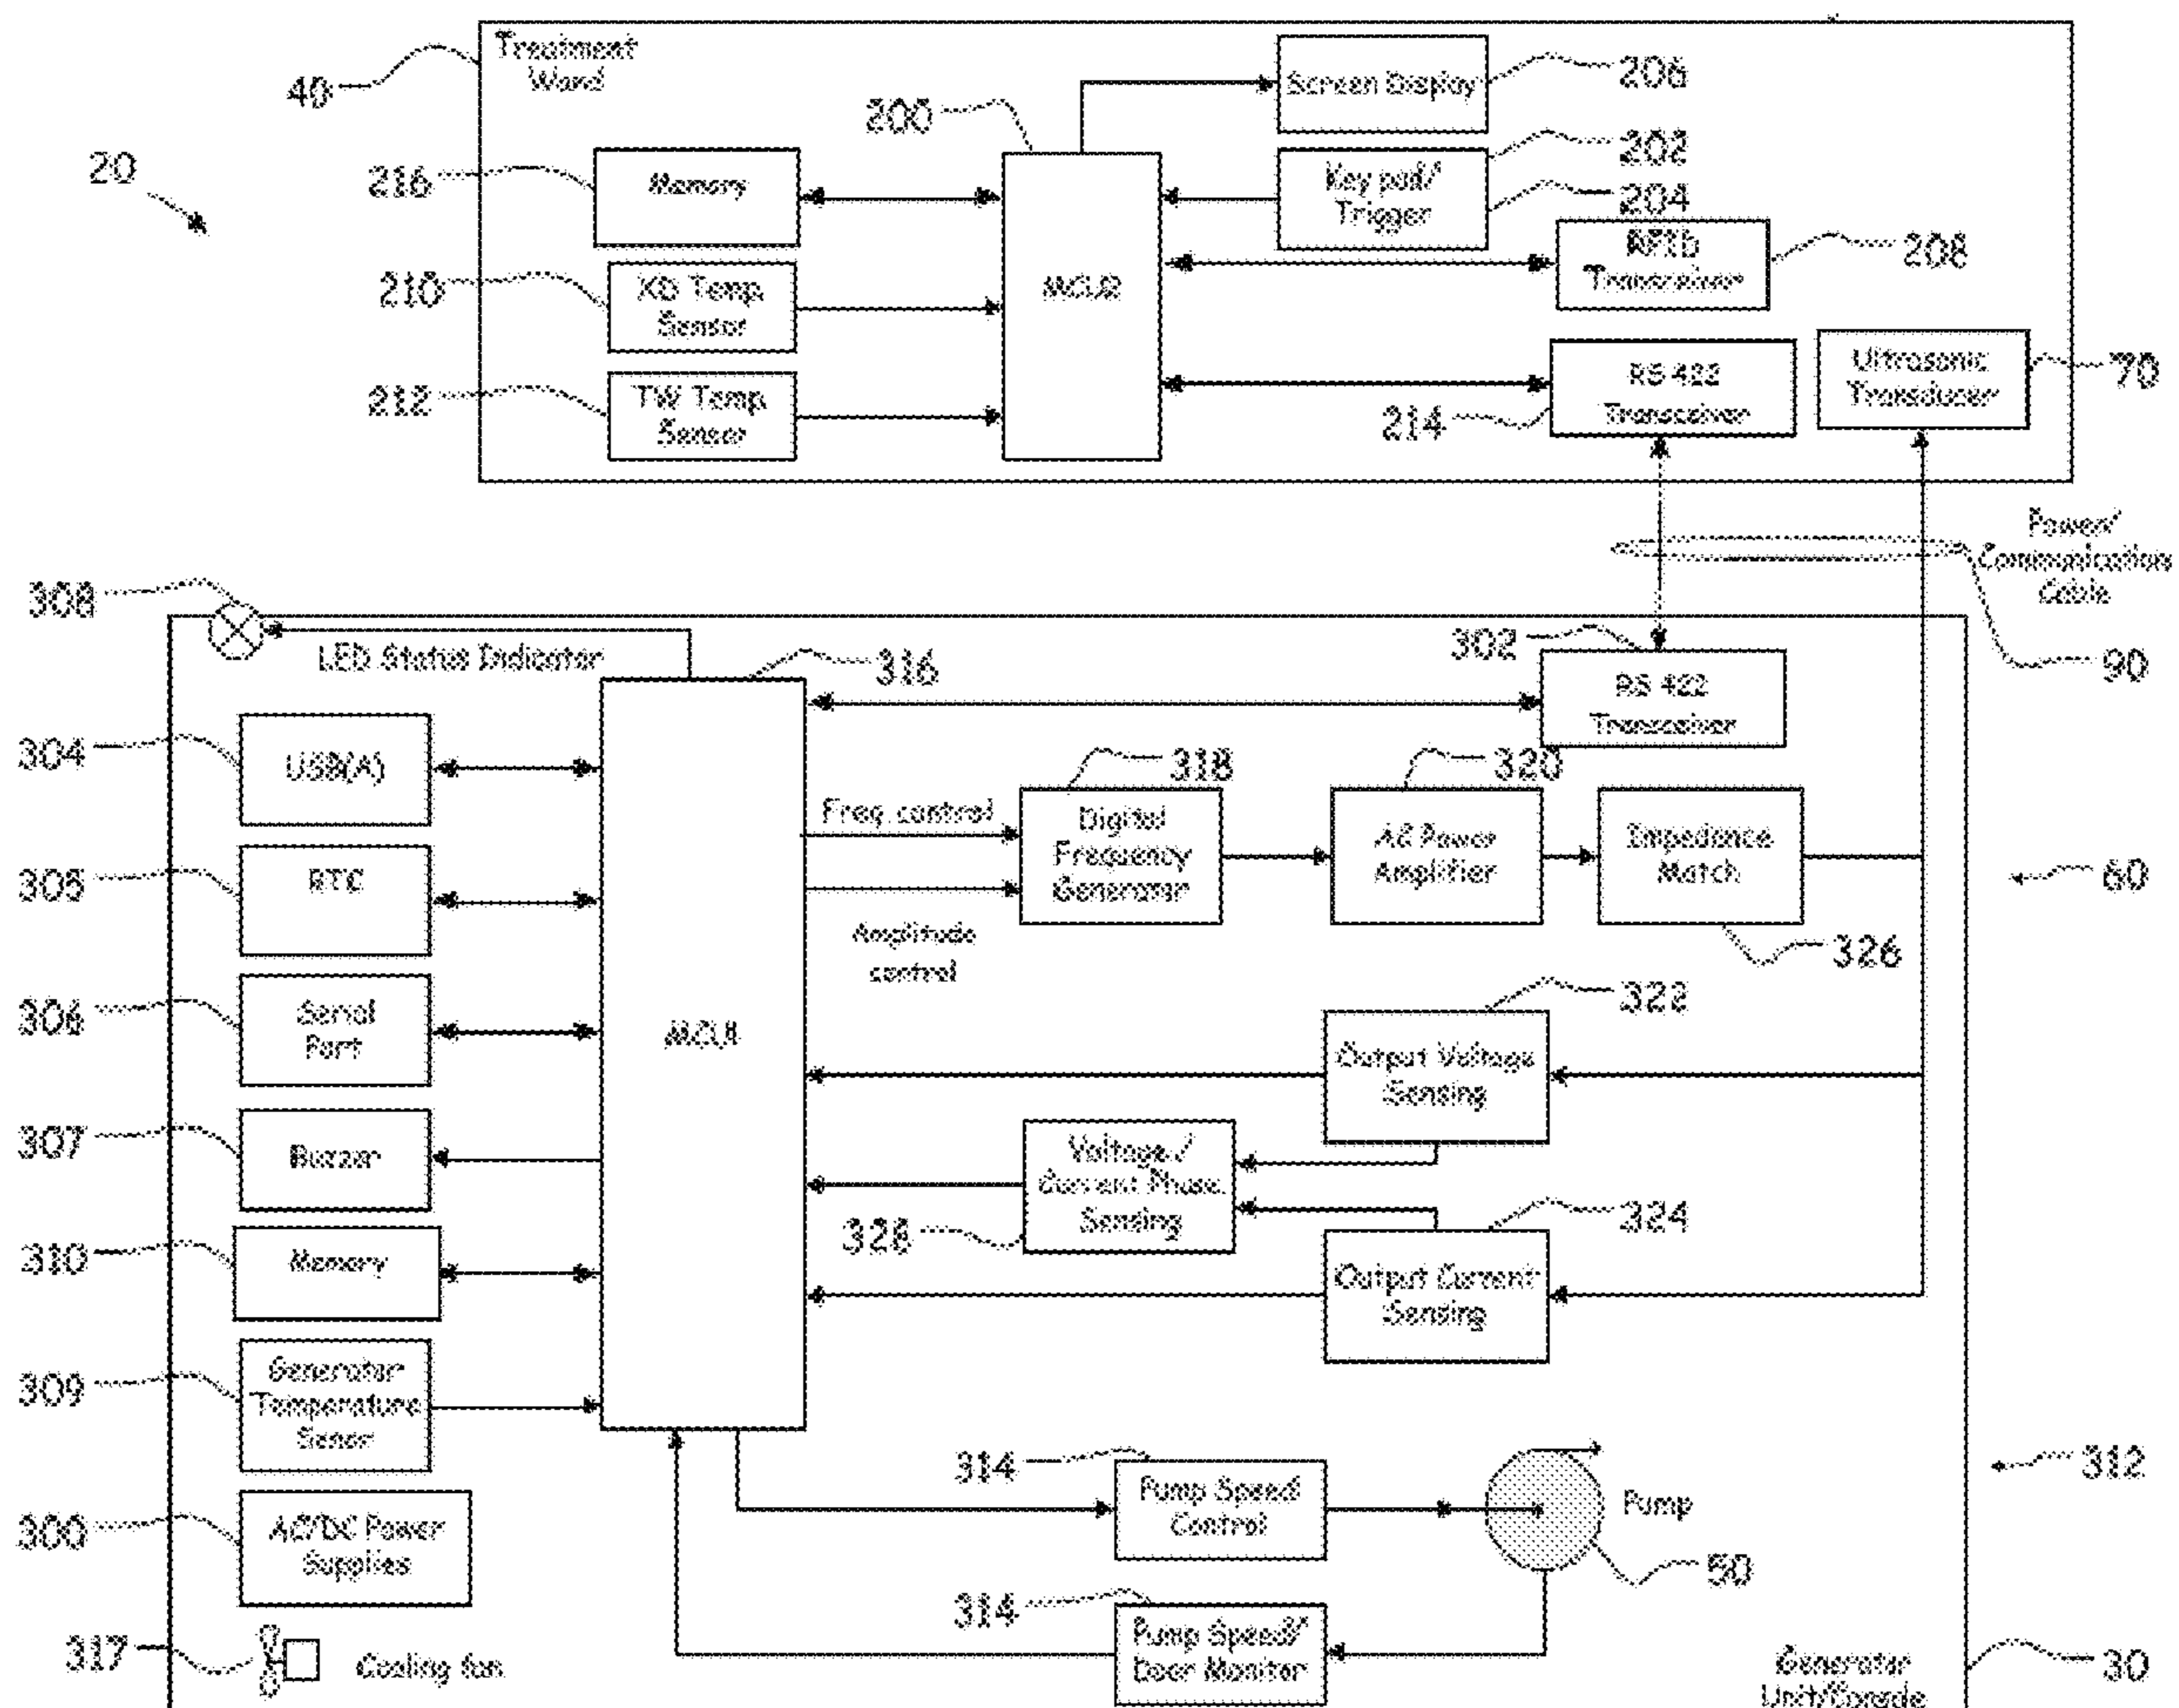 Treatment
Wand
40
20
200
Screen Display
206
216
Memory
Key pad/
Trigger
202
204
210
XD Temp.
Sensor
MCU2
RFID
Transceiver
208
212
TW Temp.
Sensor
RS 422
Transceiver
214
Ultrasonic
Transducer
70
Power/
Communication
Cable
90
308
LED Status Indicator
316
302
RS 422
Transceiver
304
USB(A)
Freq. control
318
Digital
Frequency
Generator
320
AC Power
Amplifier
Impedance
Match
326
60
305
RTC
Amplitude
control
306
Serial
Port
MCU1
322
Output Voltage
Sensing
307
Buzzer
Voltage/
Current Phase
Sensing
328
324
Output Current
Sensing
310
Memory
309
Generator
Temperature
Senor
312
314
Pump Speed
Control
Pump
50
300
AC/DC Power
Supplies
314
Pump Speed/
Door Monitor
317
Cooling fan
Generator
Unit/Console
30